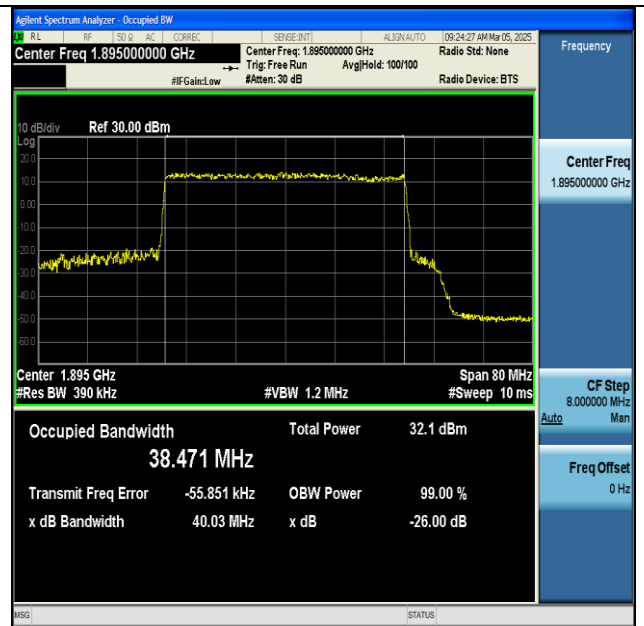 Agilent Spectrum Analyzer - Occupied BW
RL RF 50 Ω AC CORREC SENSE:INT ALIGNAUTO 09:24:27 AM Mar 05, 2025
Center Freq 1.895000000 GHz
Center Freq: 1.895000000 GHz
Radio Std: None
Trig: Free Run Avg|Hold: 100/100
#IFGain:Low
#Atten: 30 dB
Radio Device: BTS
Frequency
10 dB/div Ref 30.00 dBm
Log
20.0
10.0
0.00
-10.0
-20.0
-30.0
-40.0
-50.0
-60.0
Center 1.895 GHz
Span 80 MHz
#Res BW 390 kHz
#VBW 1.2 MHz
#Sweep 10 ms
Center Freq
1.895000000 GHz
CF Step
8.000000 MHz
Auto Man
Freq Offset
0 Hz
Occupied Bandwidth
38.471 MHz
Total Power 32.1 dBm
Transmit Freq Error -55.851 kHz
OBW Power 99.00 %
x dB Bandwidth 40.03 MHz
x dB -26.00 dB
MSG
STATUS